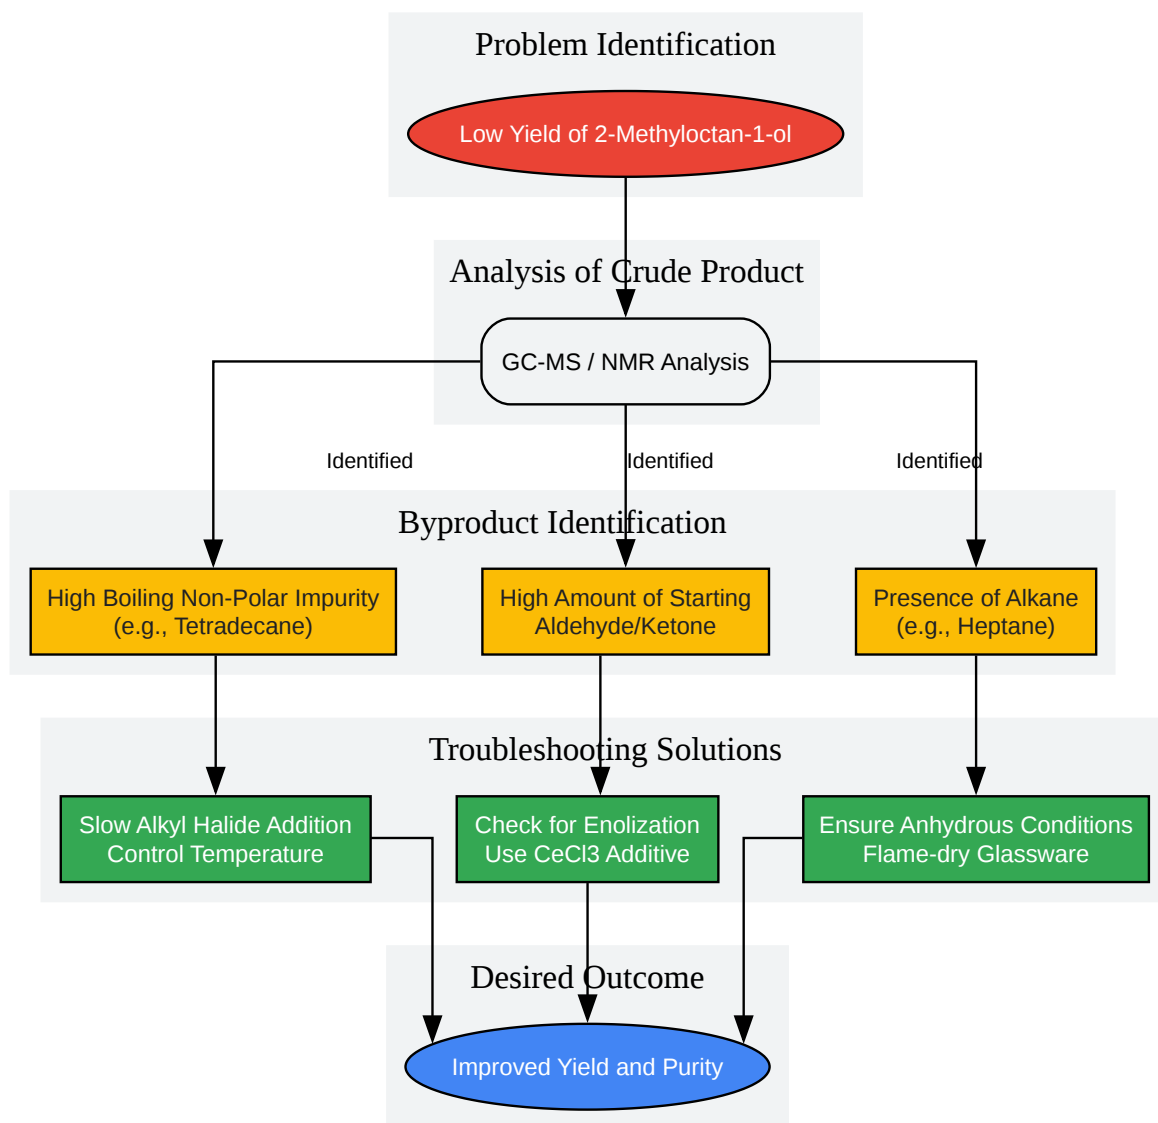 Problem Identification
Low Yield of 2-Methyloctan-1-ol
Analysis of Crude Product
GC-MS / NMR Analysis
Identified
Identified
Identified
Byproduct Identification
High Boiling Non-Polar Impurity
(e.g., Tetradecane)
High Amount of Starting
Aldehyde/Ketone
Presence of Alkane
(e.g., Heptane)
Troubleshooting Solutions
Slow Alkyl Halide Addition
Control Temperature
Check for Enolization
Use CeCl3 Additive
Ensure Anhydrous Conditions
Flame-dry Glassware
Desired Outcome
Improved Yield and Purity